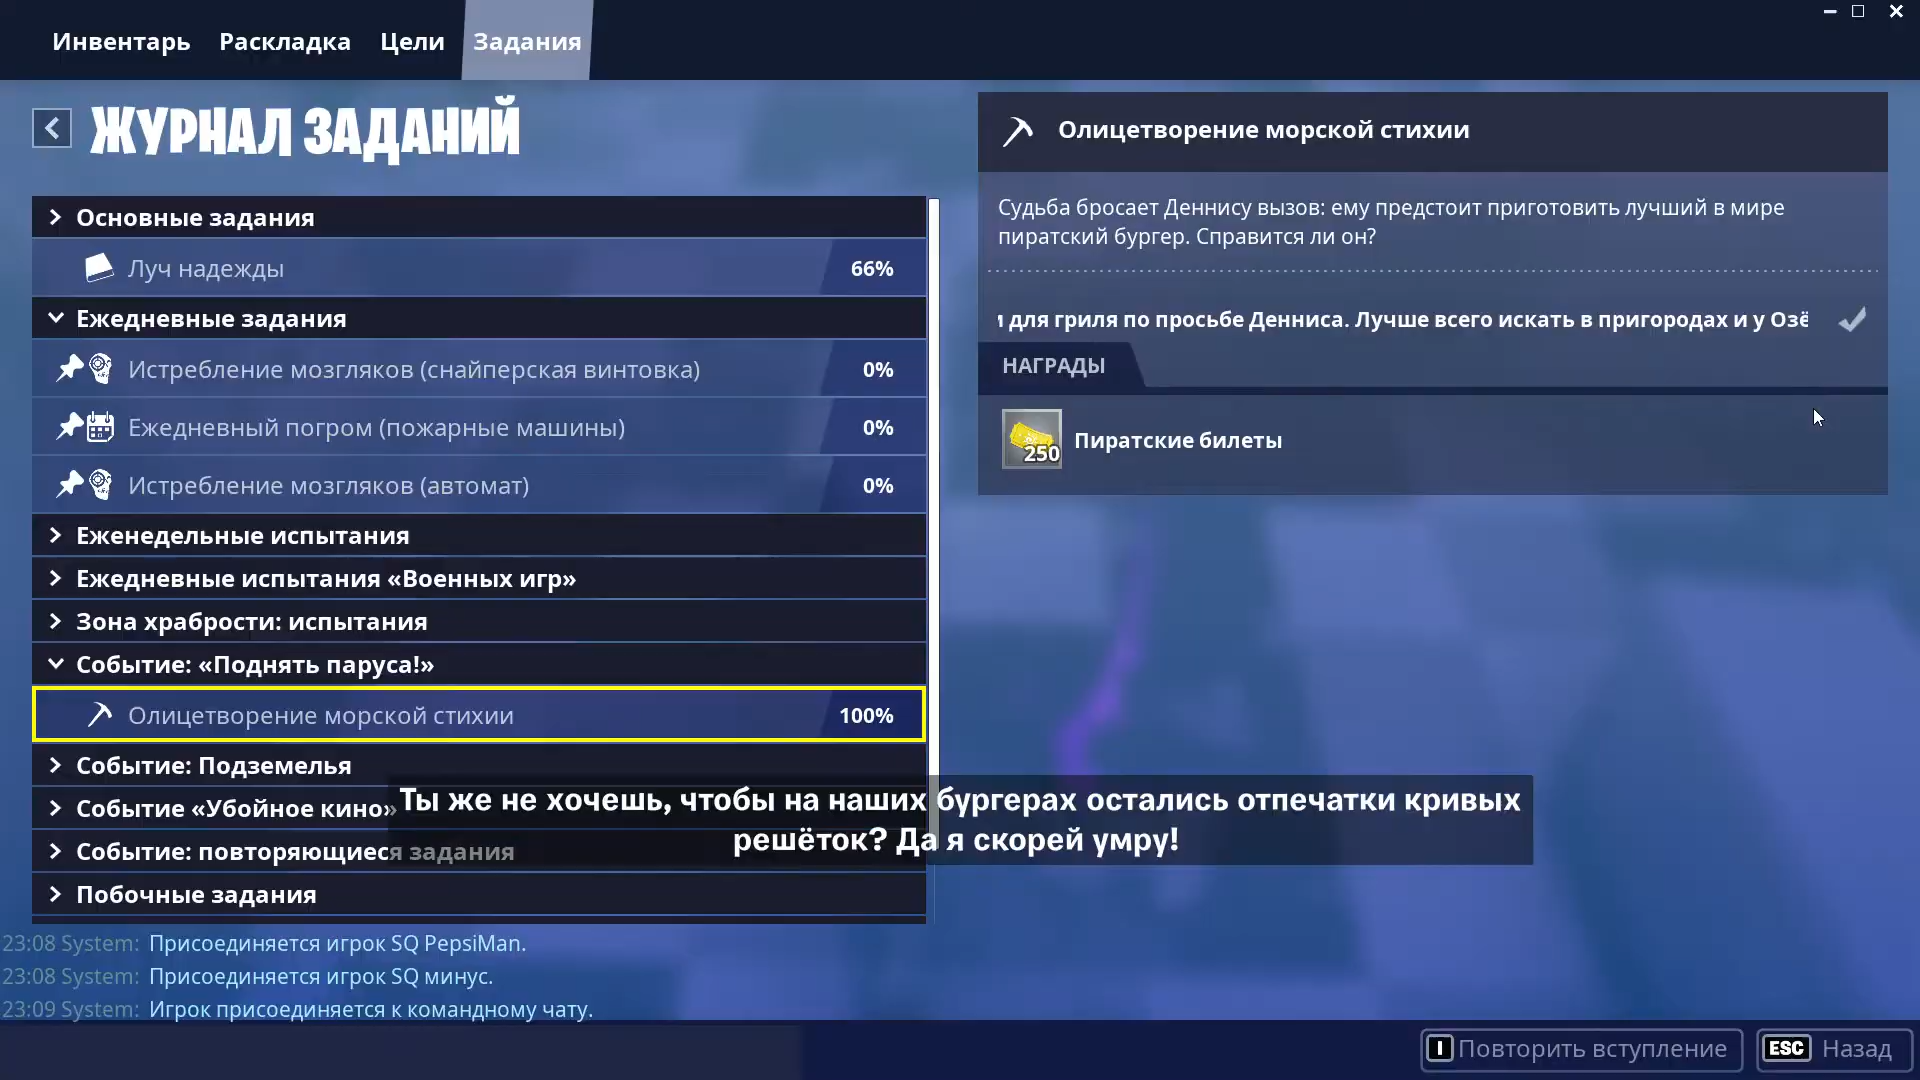 Инвентарь Раскладка Цели Задания
ЖУРНАЛ ЗАДАНИЙ
Основные задания
Луч надежды 66%
Ежедневные задания
Истребление мозгляков (снайперская винтовка) 0%
Ежедневный погром (пожарные машины) 0%
Истребление мозгляков (автомат) 0%
Еженедельные испытания
Ежедневные испытания «Военных игр»
Зона храбрости: испытания
Событие: «Поднять паруса!»
Олицетворение морской стихии 100%
Событие: Подземелья
Событие «Убойное кино»
Событие: повторяющиеся задания
Побочные задания
Олицетворение морской стихии
Судьба бросает Деннису вызов: ему предстоит приготовить лучший в мире
пиратский бургер. Справится ли он?
для гриля по просьбе Денниса. Лучше всего искать в пригородах и у Озё
НАГРАДЫ
250 Пиратские билеты
Ты же не хочешь, чтобы на наших бургерах остались отпечатки кривых
решёток? Да я скорей умру!
23:08 System: Присоединяется игрок SQ PepsiMan.
23:08 System: Присоединяется игрок SQ минус.
23:09 System: Игрок присоединяется к командному чату.
I Повторить вступление ESC Назад